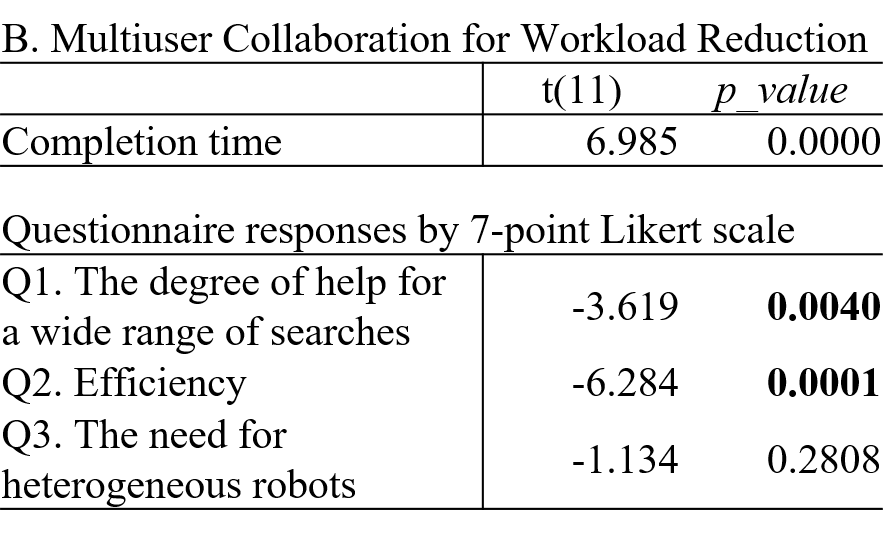 B. Multiuser Collaboration for Workload Reduction
t(11) p_value
Completion time 6.985 0.0000
Questionnaire responses by 7-point Likert scale
Q1. The degree of help for
a wide range of searches -3.619 0.0040
Q2. Efficiency -6.284 0.0001
Q3. The need for
heterogeneous robots -1.134 0.2808